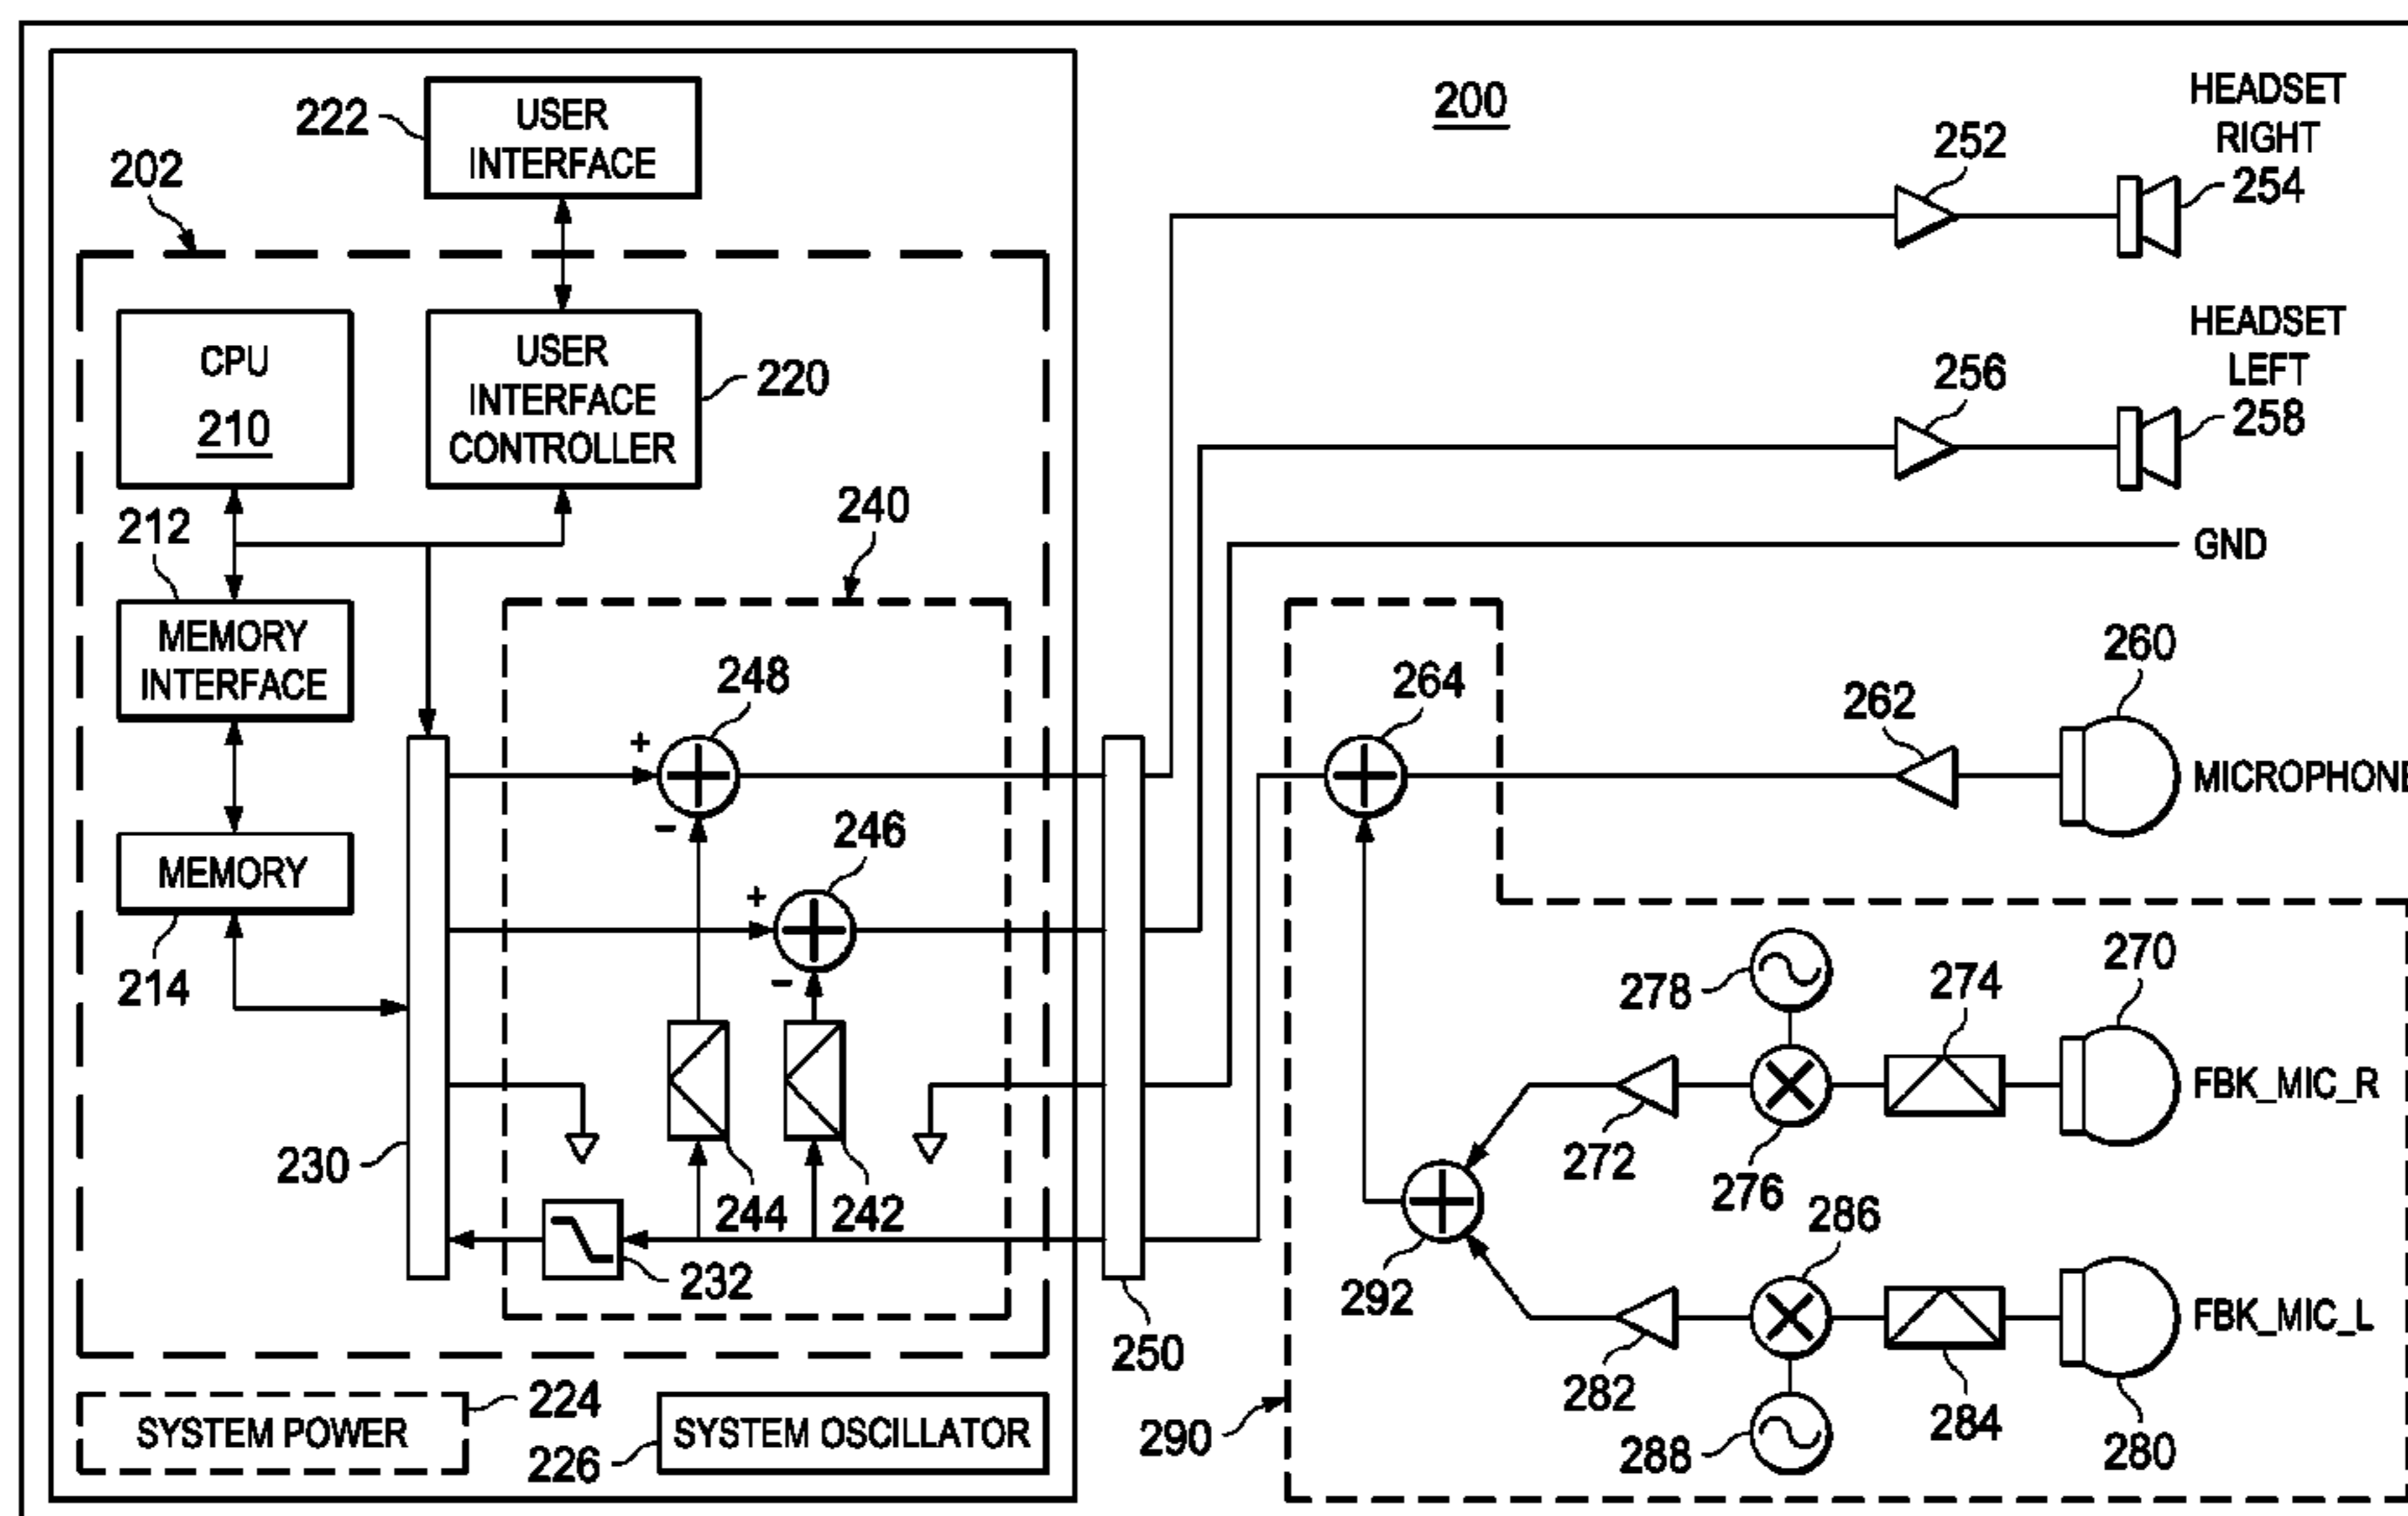 200
222
USER
INTERFACE
202
CPU
210
USER
INTERFACE
CONTROLLER
220
212
MEMORY
INTERFACE
MEMORY
214
240
248
+
-
246
+
-
230
244
242
232
SYSTEM POWER
224
226
SYSTEM OSCILLATOR
250
252
HEADSET
RIGHT
254
256
HEADSET
LEFT
258
GND
264
262
260
MICROPHONE
278
274
270
FBK_MIC_R
272
276
292
286
FBK_MIC_L
282
288
284
280
290